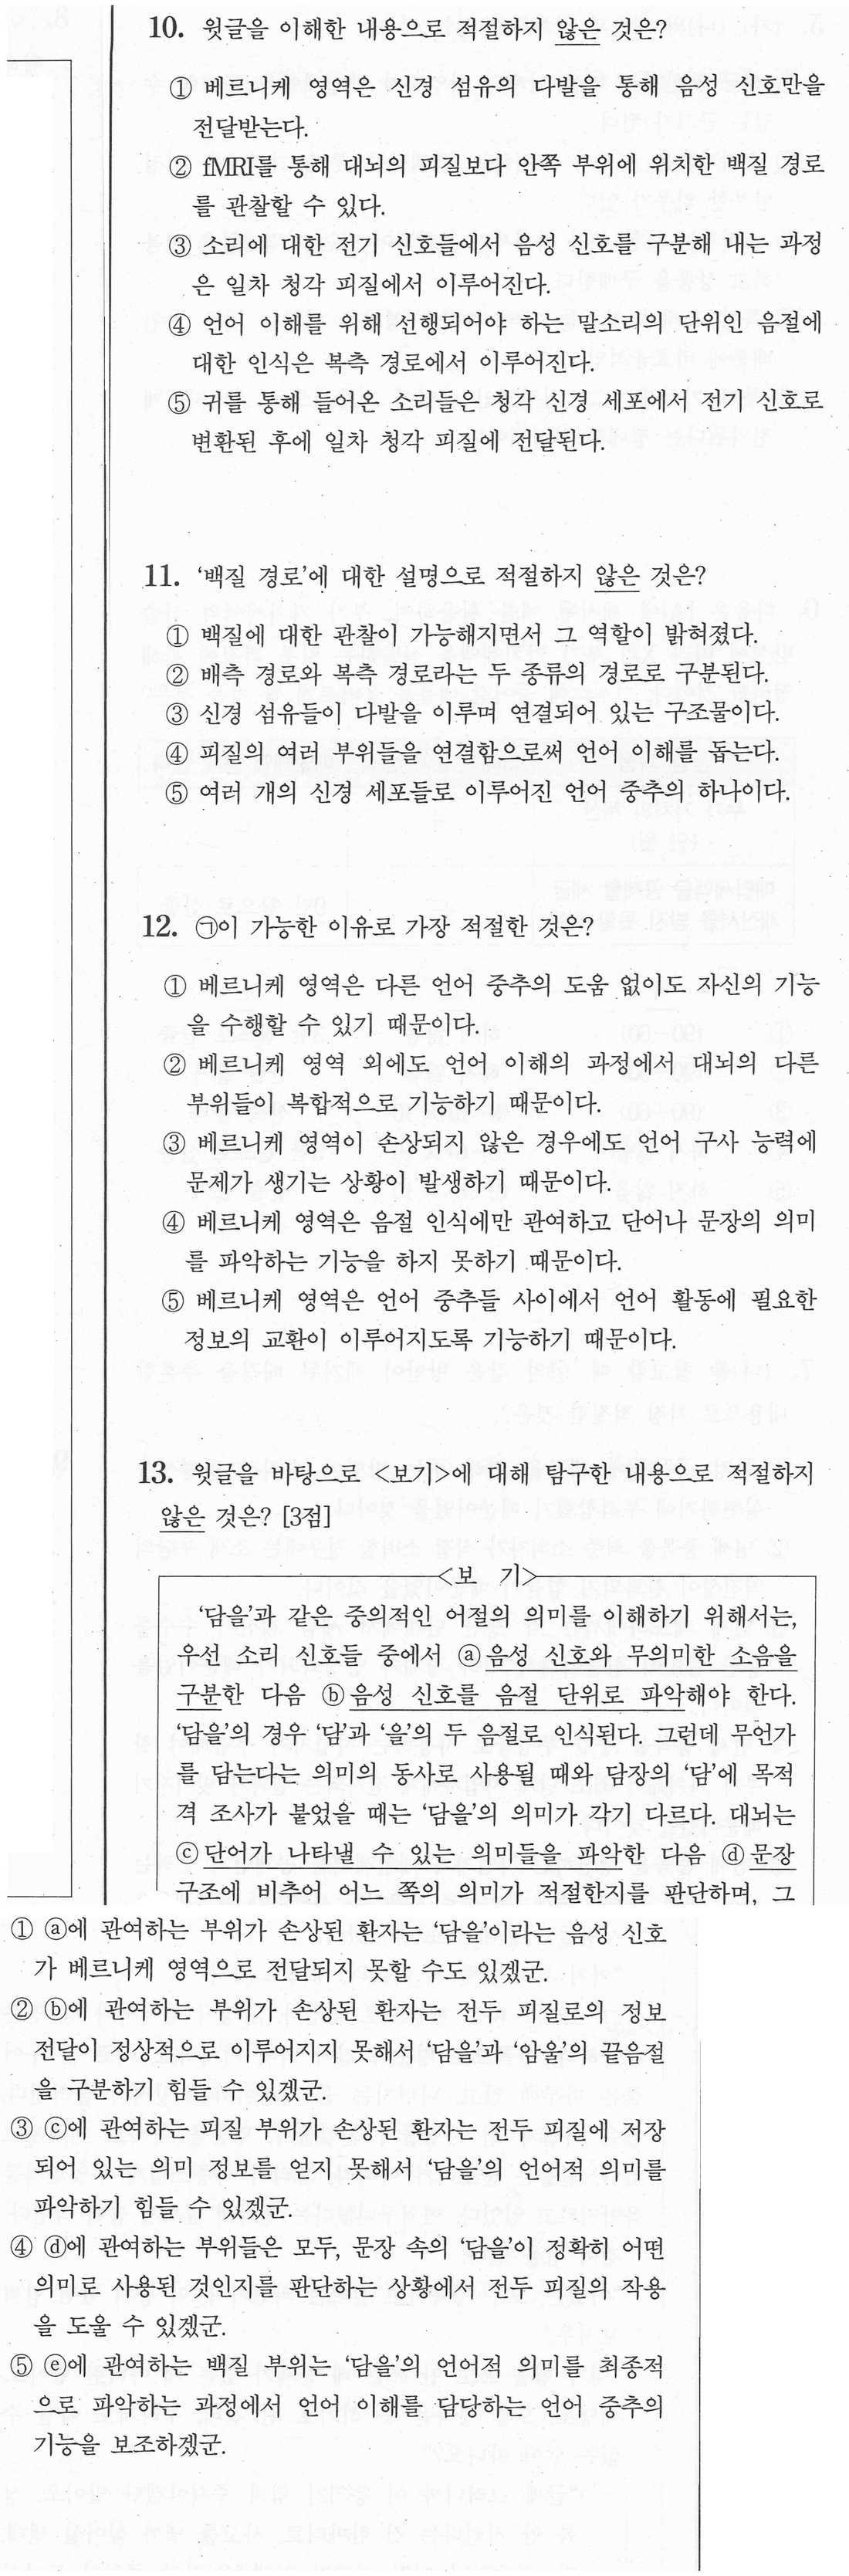 10. 윗글을 이해한 내용으로 적절하지 않은 것은?
① 베르니케 영역은 신경 섬유의 다발을 통해 음성 신호만을
전달받는다.
② fMRI를 통해 대뇌의 피질보다 안쪽 부위에 위치한 백질 경로
를 관찰할 수 있다.
③ 소리에 대한 전기 신호들에서 음성 신호를 구분해 내는 과정
은 일차 청각 피질에서 이루어진다.
④ 언어 이해를 위해 선행되어야 하는 말소리의 단위인 음절에
대한 인식은 복측 경로에서 이루어진다.
⑤ 귀를 통해 들어온 소리들은 청각 신경 세포에서 전기 신호로
변환된 후에 일차 청각 피질에 전달된다.
11. ‘백질 경로’에 대한 설명으로 적절하지 않은 것은?
① 백질에 대한 관찰이 가능해지면서 그 역할이 밝혀졌다.
② 배측 경로와 복측 경로라는 두 종류의 경로로 구분된다.
③ 신경 섬유들이 다발을 이루며 연결되어 있는 구조물이다.
④ 피질의 여러 부위들을 연결함으로써 언어 이해를 돕는다.
⑤ 여러 개의 신경 세포들로 이루어진 언어 중추의 하나이다.
12. ㉠이 가능한 이유로 가장 적절한 것은?
① 베르니케 영역은 다른 언어 중추의 도움 없이도 자신의 기능
을 수행할 수 있기 때문이다.
② 베르니케 영역 외에도 언어 이해의 과정에서 대뇌의 다른
부위들이 복합적으로 기능하기 때문이다.
③ 베르니케 영역이 손상되지 않은 경우에도 언어 구사 능력에
문제가 생기는 상황이 발생하기 때문이다.
④ 베르니케 영역은 음절 인식에만 관여하고 단어나 문장의 의미
를 파악하는 기능을 하지 못하기 때문이다.
⑤ 베르니케 영역은 언어 중추들 사이에서 언어 활동에 필요한
정보의 교환이 이루어지도록 기능하기 때문이다.
13. 윗글을 바탕으로 <보기>에 대해 탐구한 내용으로 적절하지
않은 것은? [3점]
<보 기>
‘담을’과 같은 중의적인 어절의 의미를 이해하기 위해서는,
우선 소리 신호들 중에서 ⓐ음성 신호와 무의미한 소음을
구분한 다음 ⓑ음성 신호를 음절 단위로 파악해야 한다.
‘담을’의 경우 ‘담’과 ‘을’의 두 음절로 인식된다. 그런데 무언가
를 담는다는 의미의 동사로 사용될 때와 담장의 ‘담’에 목적
격 조사가 붙었을 때는 ‘담을’의 의미가 각기 다르다. 대뇌는
ⓒ단어가 나타낼 수 있는 의미들을 파악한 다음 ⓓ문장
구조에 비추어 어느 쪽의 의미가 적절한지를 판단하며, 그
① ⓐ에 관여하는 부위가 손상된 환자는 ‘담을’이라는 음성 신호
가 베르니케 영역으로 전달되지 못할 수도 있겠군.
② ⓑ에 관여하는 부위가 손상된 환자는 전두 피질로의 정보
전달이 정상적으로 이루어지지 못해서 ‘담을’과 ‘암울’의 끝음절
을 구분하기 힘들 수 있겠군.
③ ⓒ에 관여하는 피질 부위가 손상된 환자는 전두 피질에 저장
되어 있는 의미 정보를 얻지 못해서 ‘담을’의 언어적 의미를
파악하기 힘들 수 있겠군.
④ ⓓ에 관여하는 부위들은 모두, 문장 속의 ‘담을’이 정확히 어떤
의미로 사용된 것인지를 판단하는 상황에서 전두 피질의 작용
을 도울 수 있겠군.
⑤ ⓔ에 관여하는 백질 부위는 ‘담을’의 언어적 의미를 최종적
으로 파악하는 과정에서 언어 이해를 담당하는 언어 중추의
기능을 보조하겠군.